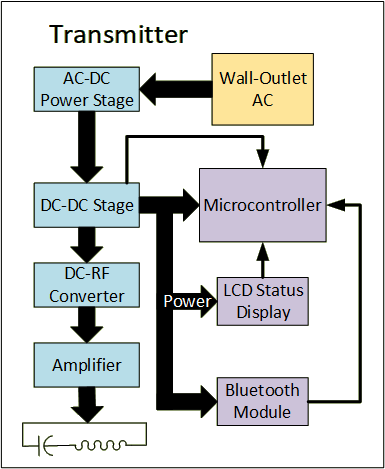 Transmitter
AC-DC
Power Stage
Wall-Outlet
AC
DC-DC Stage
Microcontroller
DC-RF
Converter
Power
LCD Status
Display
Amplifier
Bluetooth
Module